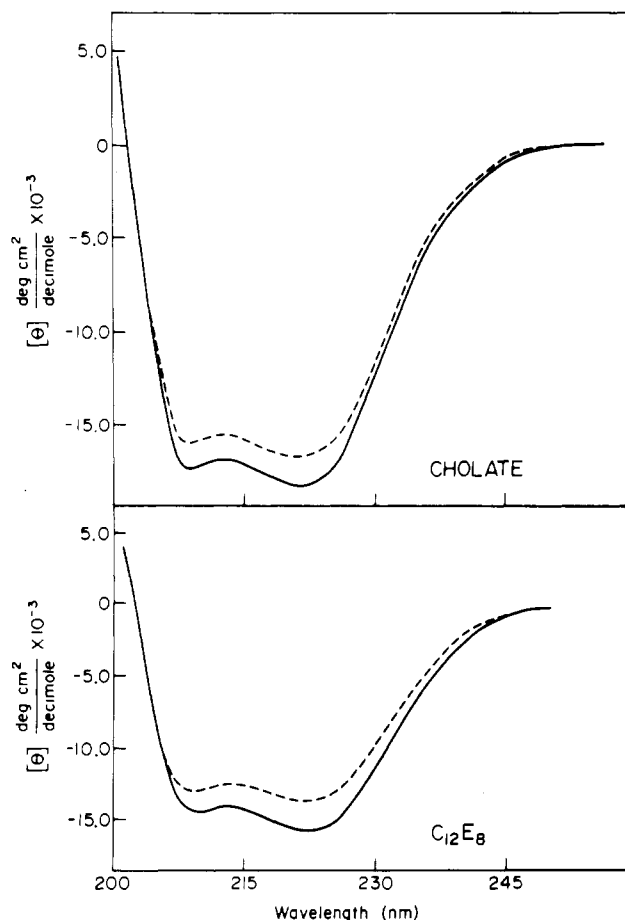 5.0
0
-5.0
-10.0
-15.0
[θ] deg cm² / decimole × 10⁻³
CHOLATE
5.0
0
-5.0
-10.0
-15.0
[θ] deg cm² / decimole × 10⁻³
C₁₂E₈
200 215 230 245
Wavelength (nm)